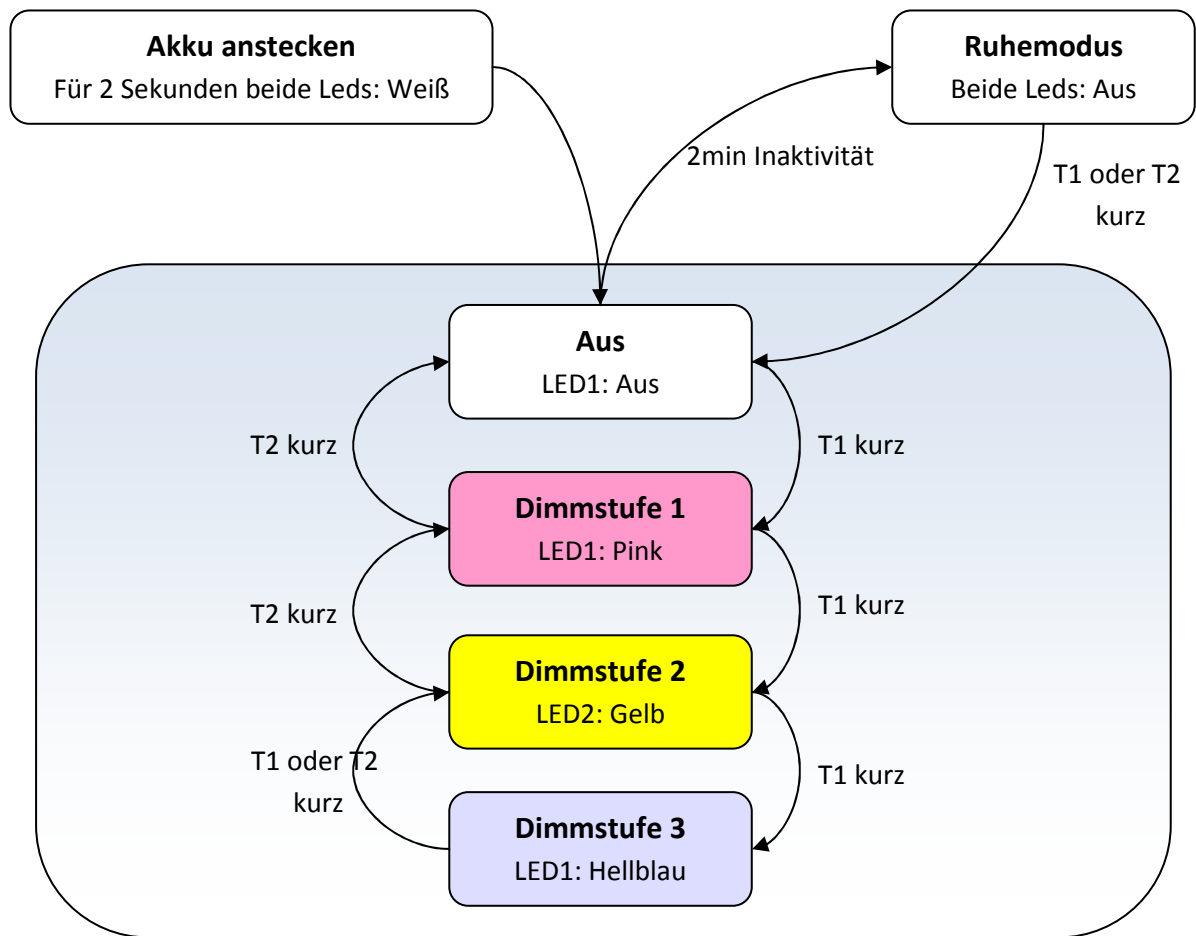 Akku anstecken
Für 2 Sekunden beide Leds: Weiß
Ruhemodus
Beide Leds: Aus
2min Inaktivität
T1 oder T2
kurz
Aus
LED1: Aus
T2 kurz
T1 kurz
Dimmstufe 1
LED1: Pink
T2 kurz
T1 kurz
Dimmstufe 2
LED2: Gelb
T1 oder T2
kurz
T1 kurz
Dimmstufe 3
LED1: Hellblau